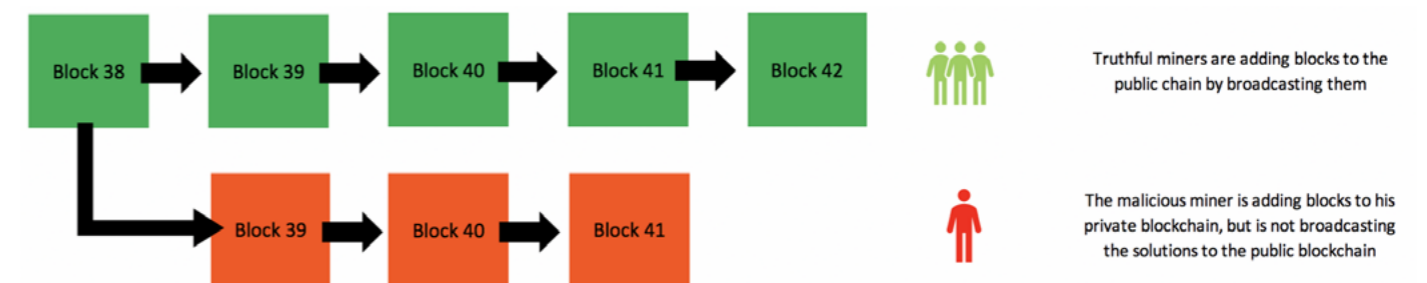 Block 38
Block 39
Block 40
Block 41
Block 42
Truthful miners are adding blocks to the
public chain by broadcasting them
Block 39
Block 40
Block 41
The malicious miner is adding blocks to his
private blockchain, but is not broadcasting
the solutions to the public blockchain